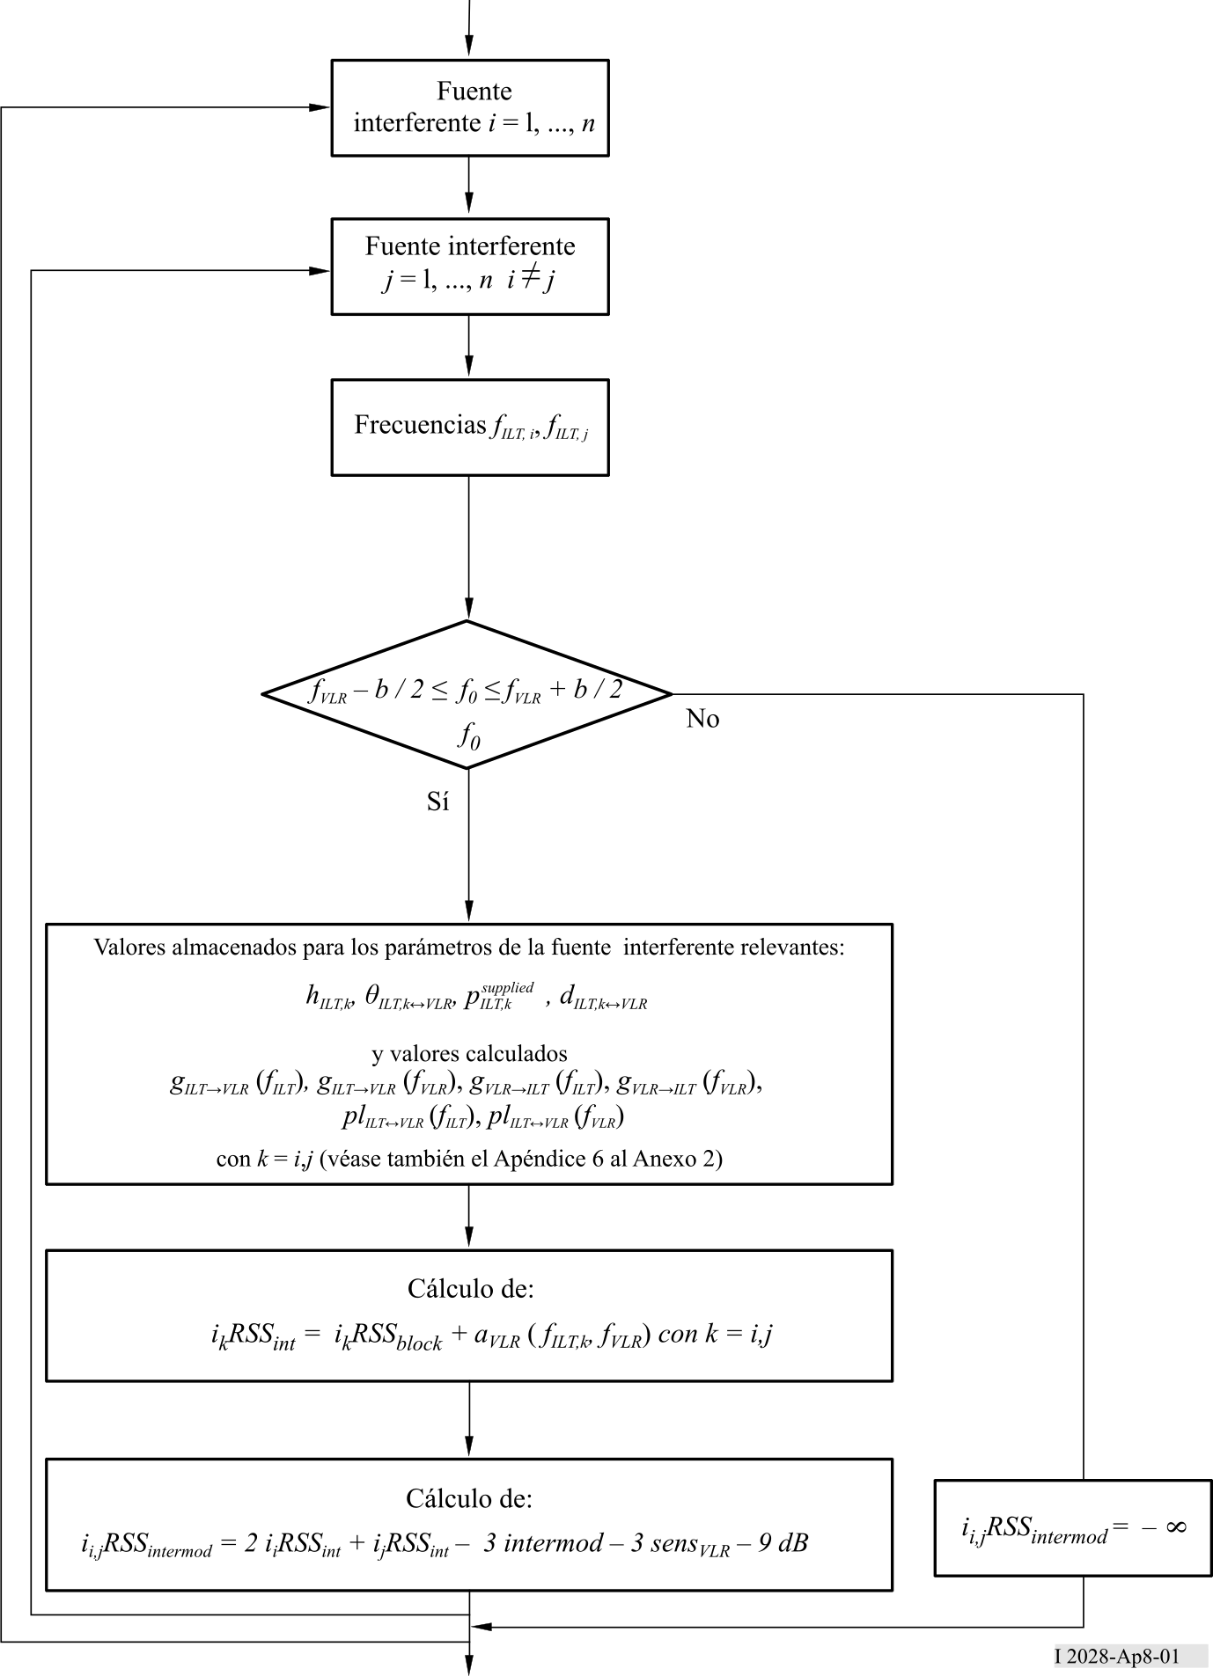 Fuente
interferente i = 1, ..., n
Fuente interferente
j = 1, ..., n i ≠ j
Frecuencias f_ILT, i, f_ILT, j
f_VLR – b / 2 ≤ f_0 ≤ f_VLR + b / 2
f_0
No
Sí
Valores almacenados para los parámetros de la fuente interferente relevantes:
h_ILT,k, θ_ILT,k↔VLR, p_ILT,k^supplied , d_ILT,k↔VLR
y valores calculados
g_ILT→VLR (f_ILT), g_ILT→VLR (f_VLR), g_VLR→ILT (f_ILT), g_VLR→ILT (f_VLR),
pl_ILT↔VLR (f_ILT), pl_ILT↔VLR (f_VLR)
con k = i,j (véase también el Apéndice 6 al Anexo 2)
Cálculo de:
i_kRSS_int = i_kRSS_block + a_VLR ( f_ILT,k, f_VLR) con k = i,j
Cálculo de:
i_i,jRSS_intermod = 2 i_iRSS_int + i_jRSS_int – 3 intermod – 3 sens_VLR – 9 dB
i_i,jRSS_intermod = – ∞
I 2028-Ap8-01